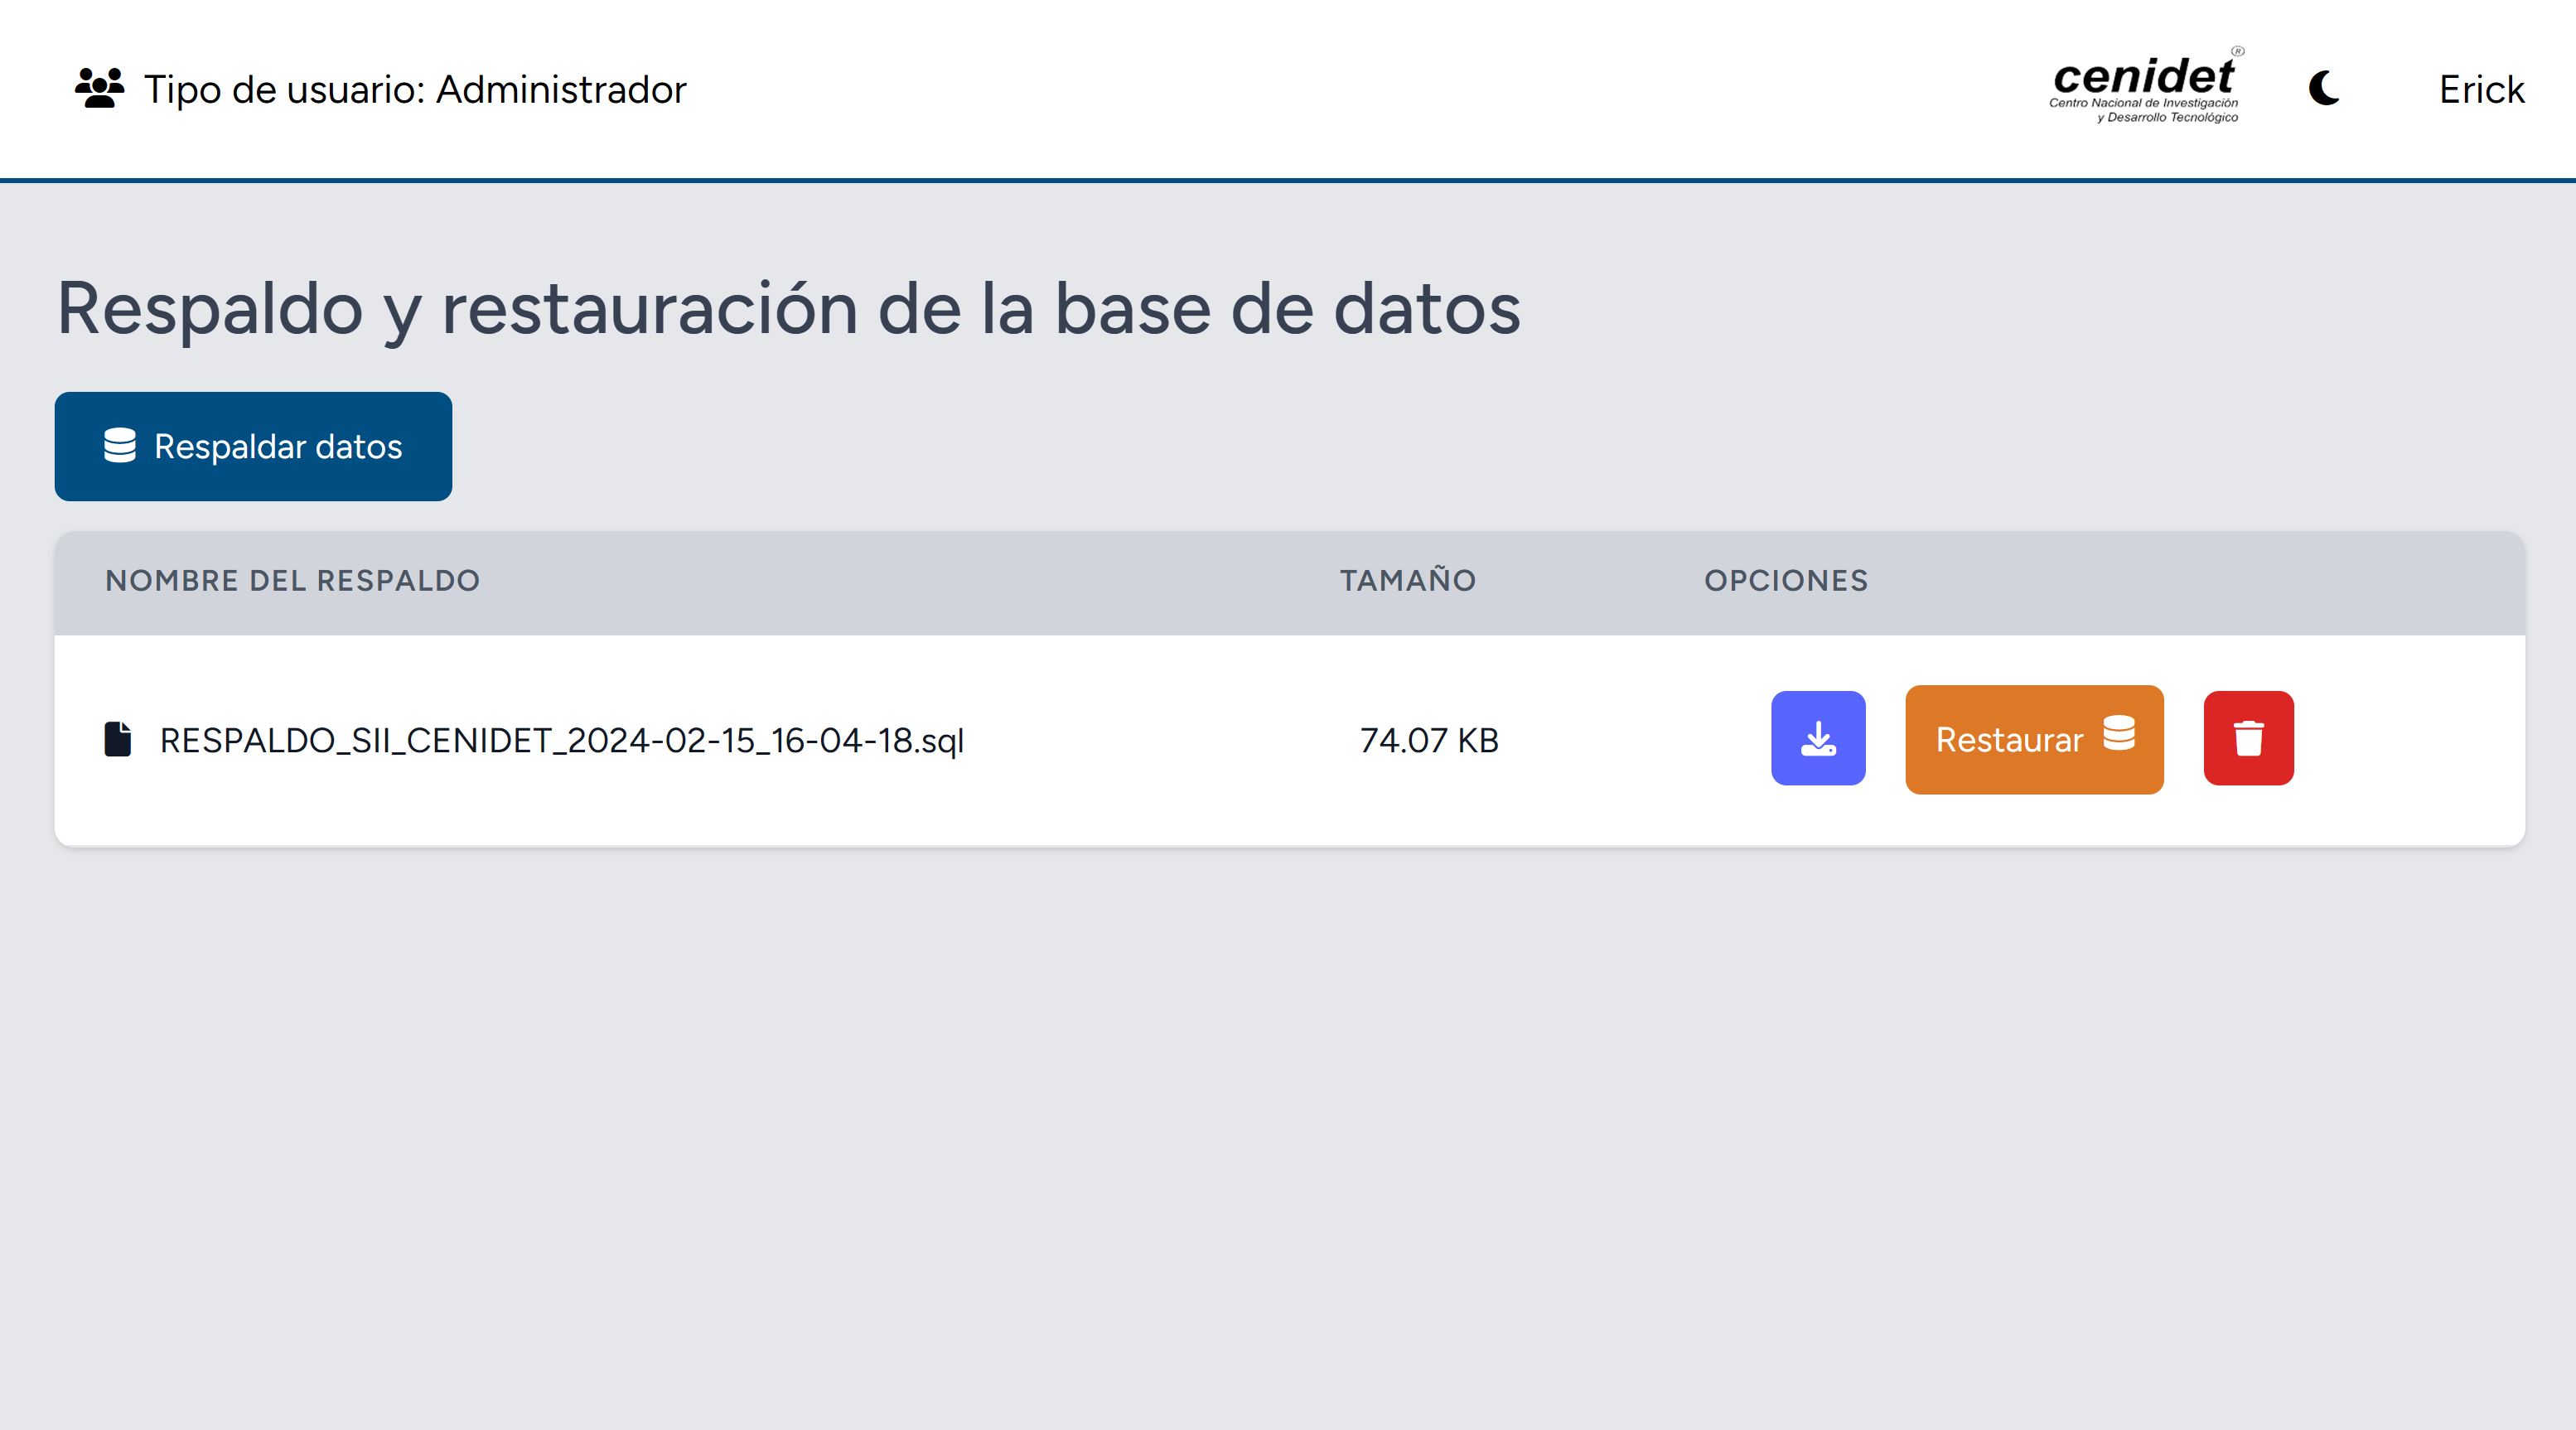 Tipo de usuario: Administrador
cenidet®
Centro Nacional de Investigación
y Desarrollo Tecnológico
Erick
Respaldo y restauración de la base de datos
Respaldar datos
NOMBRE DEL RESPALDO TAMAÑO OPCIONES
RESPALDO_SII_CENIDET_2024-02-15_16-04-18.sql 74.07 KB Restaurar